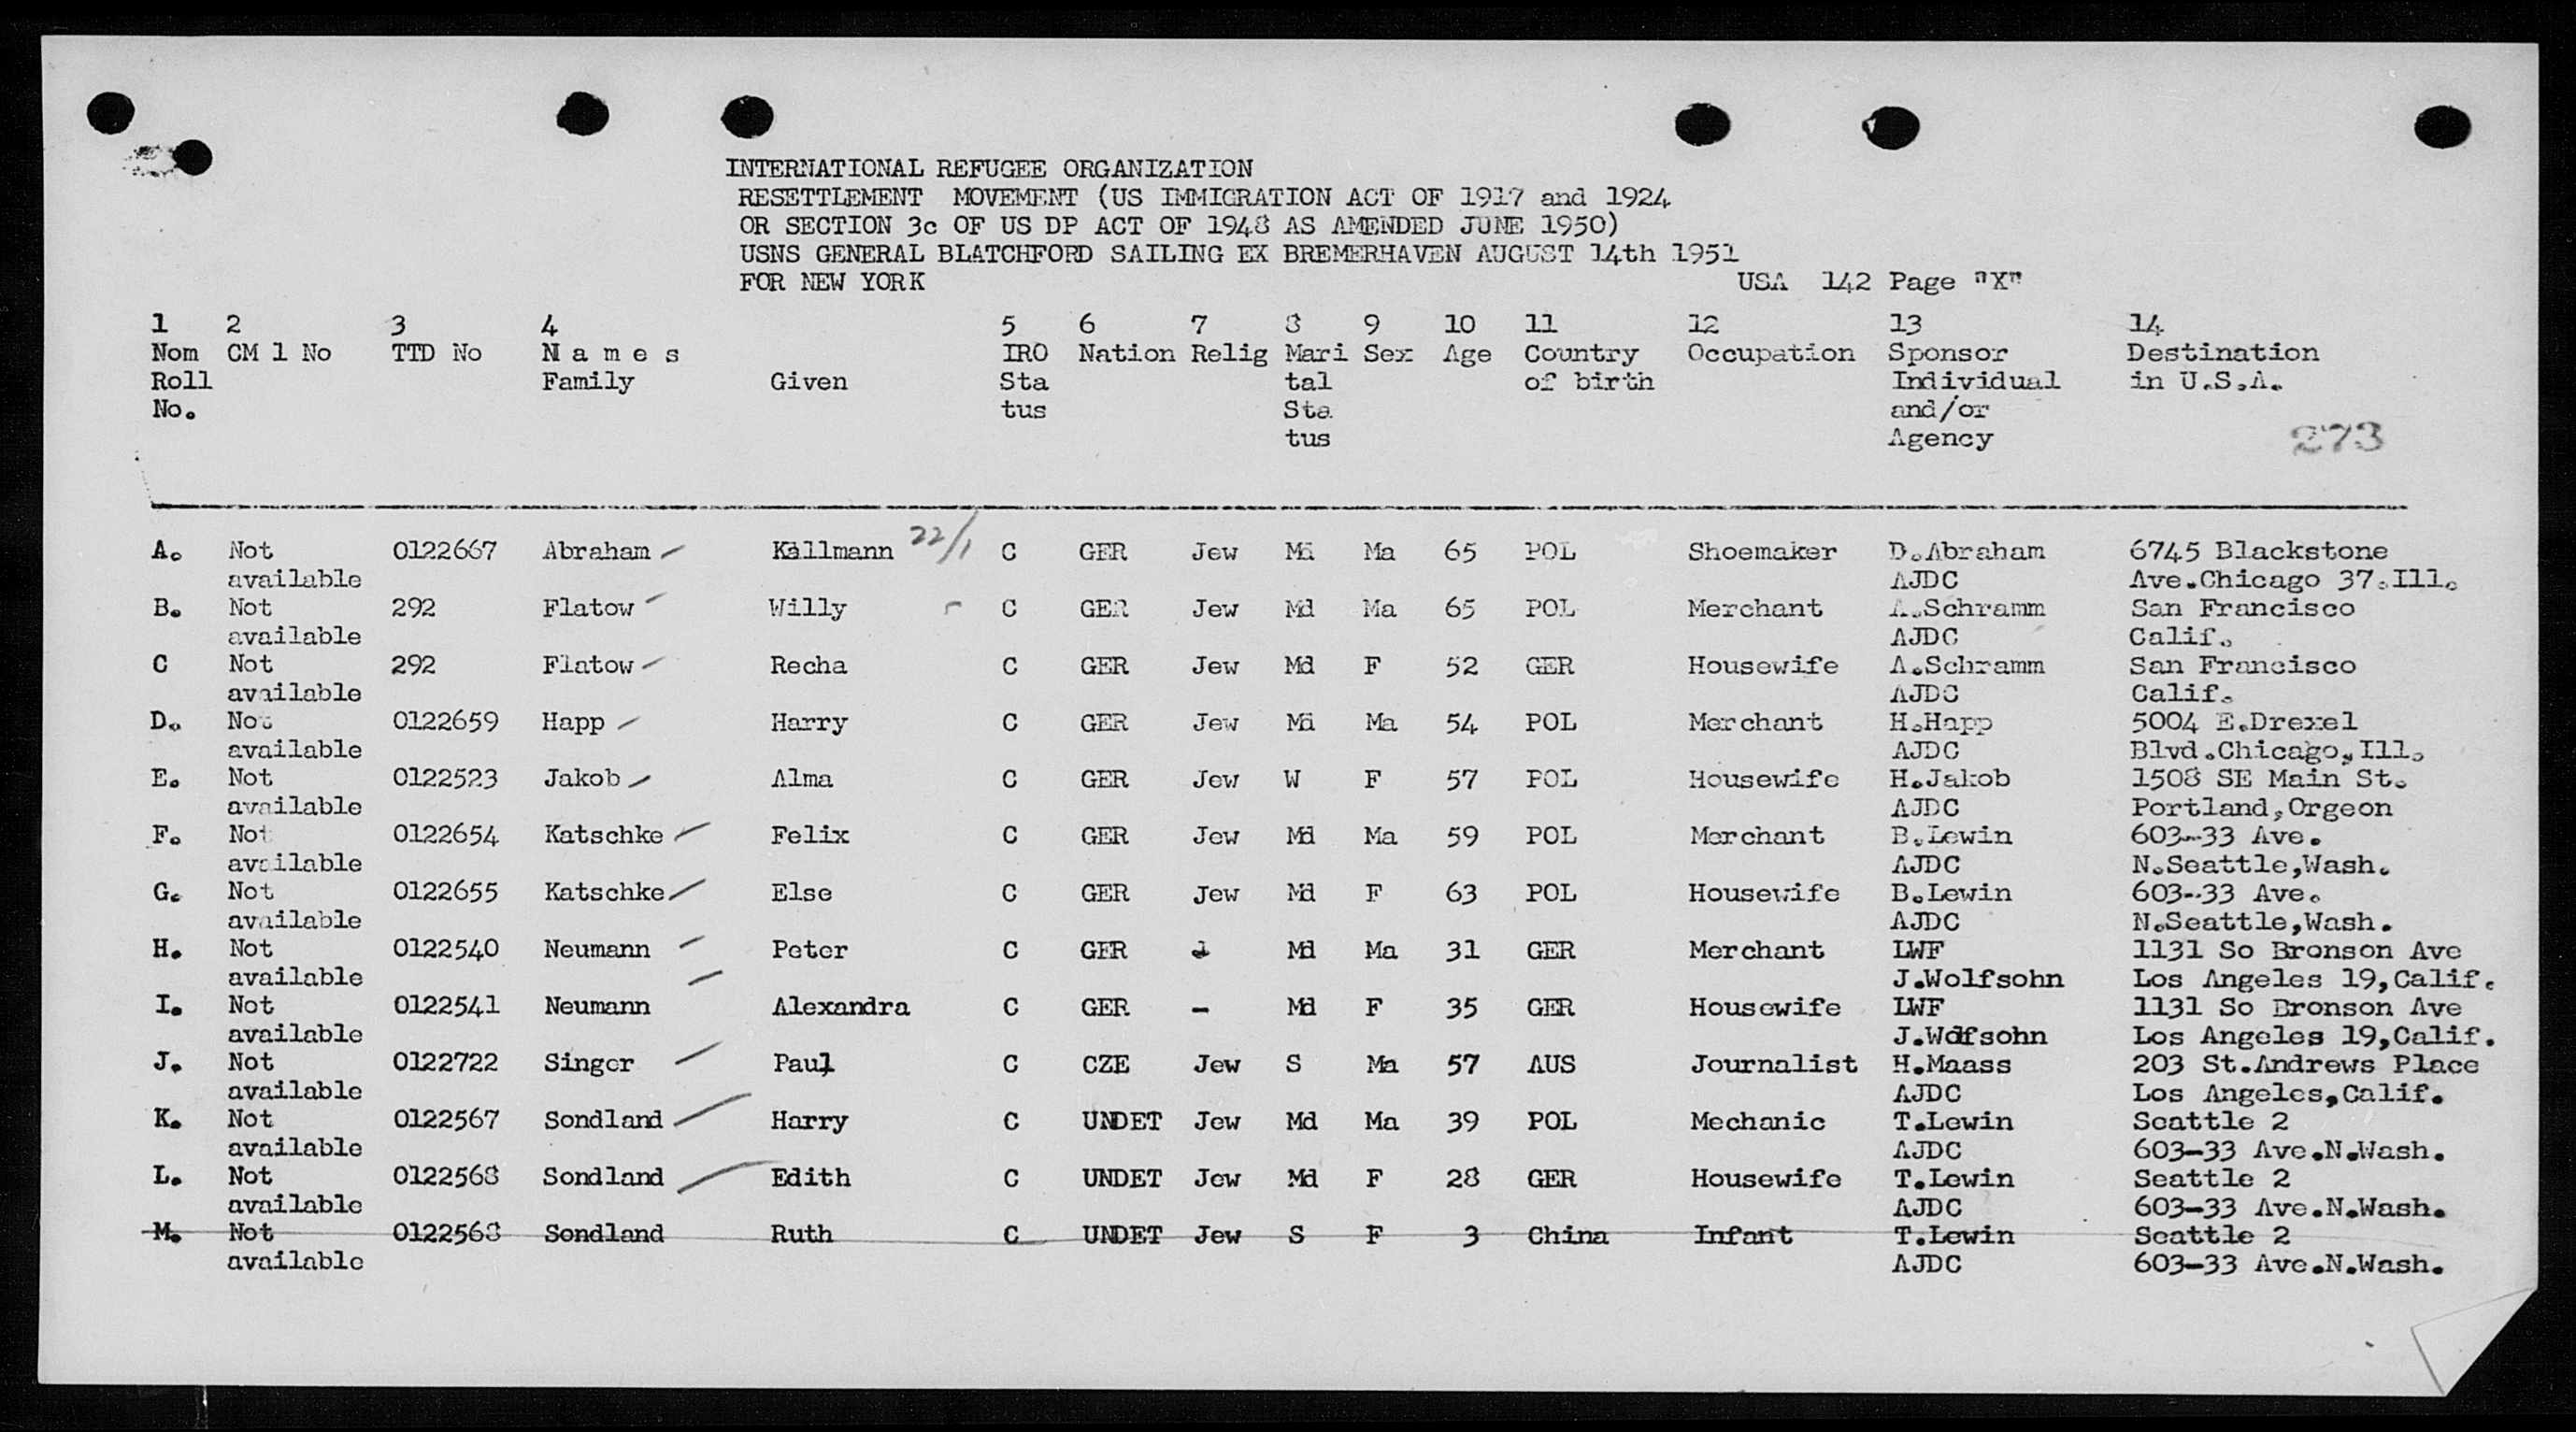 INTERNATIONAL REFUGEE ORGANIZATION
RESETTLEMENT MOVEMENT (US IMMIGRATION ACT OF 1917 and 1924
OR SECTION 3c OF US DP ACT OF 1948 AS AMENDED JUNE 1950)
USNS GENERAL BLATCHFORD SAILING EX BREMERHAVEN AUGUST 14th 1951
FOR NEW YORK USA 142 Page "X"
1 2 3 4 5 6 7 8 9 10 11 12 13 14
Nom CM 1 No TTD No N a m e s IRO Nation Relig Mari Sex Age Country Occupation Sponsor Destination
Roll Family Given Sta tal of birth Individual in U.S.A.
No. tus Sta and/or
tus Agency 273
A. Not 0122667 Abraham Kallmann 22/1 C GER Jew Md Ma 65 POL Shoemaker D.Abraham 6745 Blackstone
available AJDC Ave.Chicago 37.Ill.
B. Not 292 Flatow Willy C GER Jew Md Ma 65 POL Merchant A.Schramm San Francisco
available AJDC Calif.
C Not 292 Flatow Recha C GER Jew Md F 52 GER Housewife A.Schramm San Francisco
available AJDC Calif.
D. Not 0122659 Happ Harry C GER Jew Md Ma 54 POL Merchant H.Happ 5004 E.Drexel
available AJDC Blvd.Chicago,Ill.
E. Not 0122523 Jakob Alma C GER Jew W F 57 POL Housewife H.Jakob 1508 SE Main St.
available AJDC Portland,Orgeon
F. Not 0122654 Katschke Felix C GER Jew Md Ma 59 POL Merchant B.Lewin 603--33 Ave.
available AJDC N.Seattle,Wash.
G. Not 0122655 Katschke Else C GER Jew Md F 63 POL Housewife B.Lewin 603--33 Ave.
available AJDC N.Seattle,Wash.
H. Not 0122540 Neumann Peter C GER Md Ma 31 GER Merchant LWF 1131 So Bronson Ave
available J.Wolfsohn Los Angeles 19,Calif.
I. Not 0122541 Neumann Alexandra C GER - Md F 35 GER Housewife LWF 1131 So Bronson Ave
available J.Wolfsohn Los Angeles 19,Calif.
J. Not 0122722 Singer Paul C CZE Jew S Ma 57 AUS Journalist H.Maass 203 St.Andrews Place
available AJDC Los Angeles,Calif.
K. Not 0122567 Sondland Harry C UNDET Jew Md Ma 39 POL Mechanic T.Lewin Seattle 2
available AJDC 603-33 Ave.N.Wash.
L. Not 0122568 Sondland Edith C UNDET Jew Md F 28 GER Housewife T.Lewin Seattle 2
available AJDC 603-33 Ave.N.Wash.
M. Not 0122568 Sondland Ruth C UNDET Jew S F 3 China Infant T.Lewin Seattle 2
available AJDC 603-33 Ave.N.Wash.